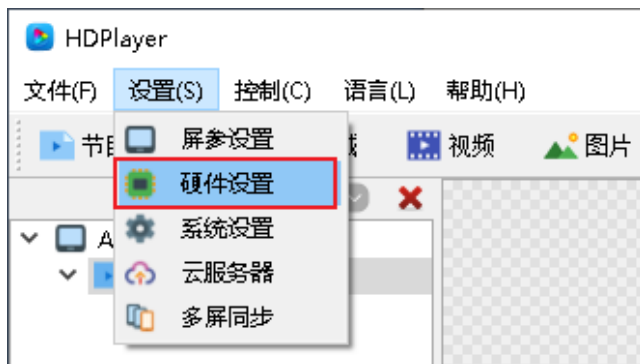 HDPlayer
文件(F) 设置(S) 控制(C) 语言(L) 帮助(H)
节 视频 图片
屏参设置
硬件设置
系统设置
A
云服务器
多屏同步